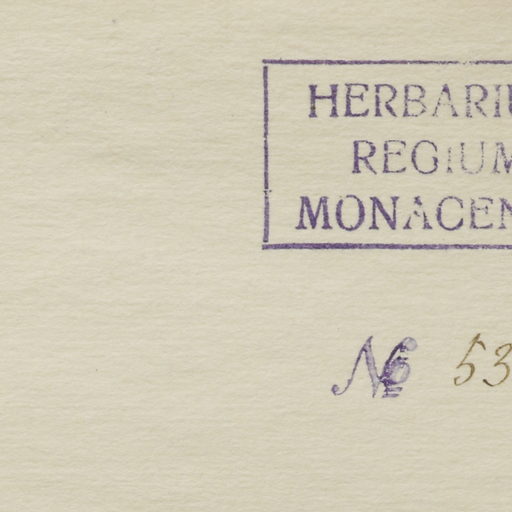 HERBARIU
REGIUM
MONACEN
№ 53